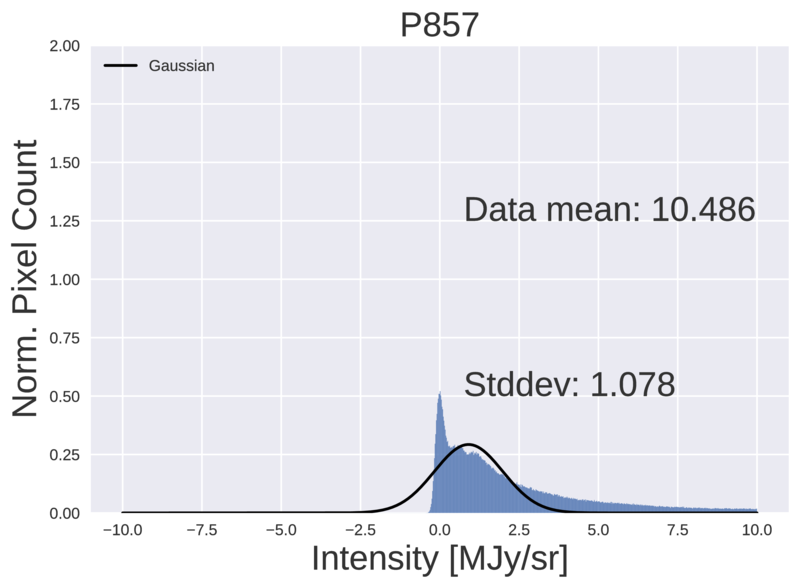 P857
Gaussian
2.00
1.75
1.50
1.25
1.00
0.75
0.50
0.25
0.00
Norm. Pixel Count
Data mean: 10.486
Stddev: 1.078
−10.0 −7.5 −5.0 −2.5 0.0 2.5 5.0 7.5 10.0
Intensity [MJy/sr]